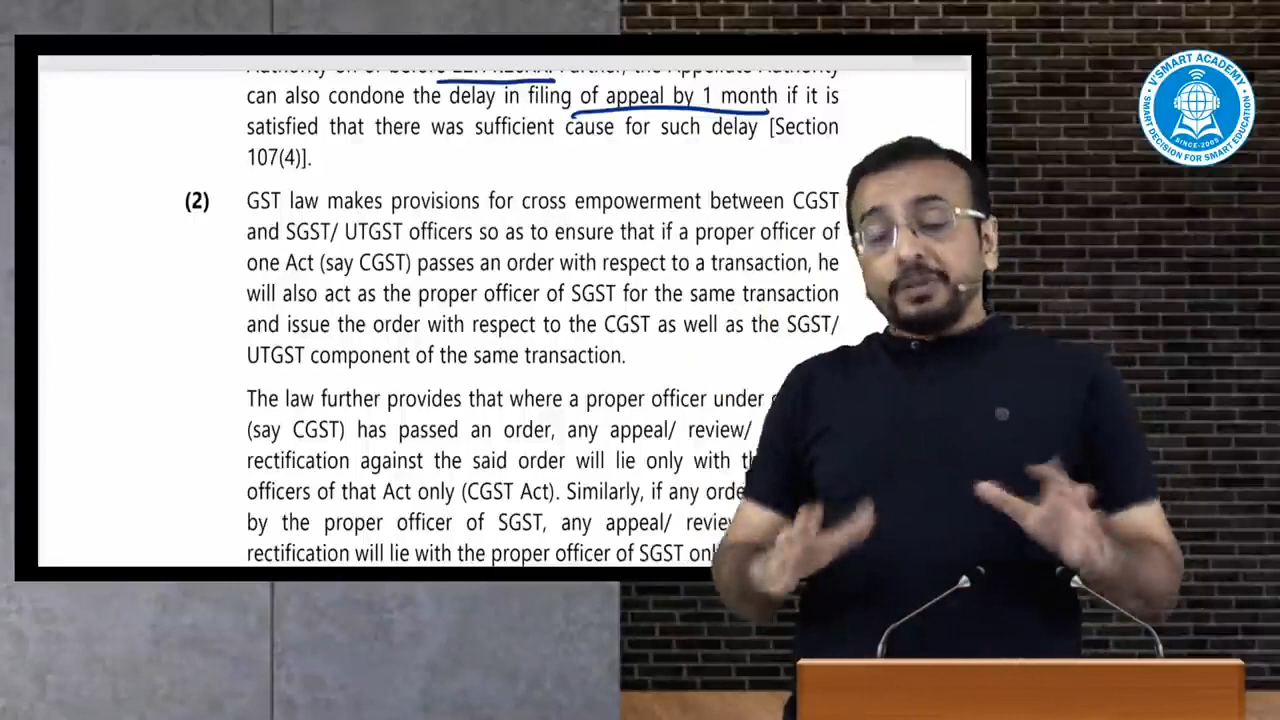 can also condone the delay in filing of appeal by 1 month if it is
satisfied that there was sufficient cause for such delay [Section
107(4)].
(2) GST law makes provisions for cross empowerment between CGST
and SGST/ UTGST officers so as to ensure that if a proper officer of
one Act (say CGST) passes an order with respect to a transaction, he
will also act as the proper officer of SGST for the same transaction
and issue the order with respect to the CGST as well as the SGST/
UTGST component of the same transaction.
The law further provides that where a proper officer under
(say CGST) has passed an order, any appeal/ review/
rectification against the said order will lie only with
officers of that Act only (CGST Act). Similarly, if any
by the proper officer of SGST, any appeal/
rectification will lie with the proper officer of SGST
V'SMART ACADEMY
SINCE-2005
SMART DECISION FOR SMART EDUCATION